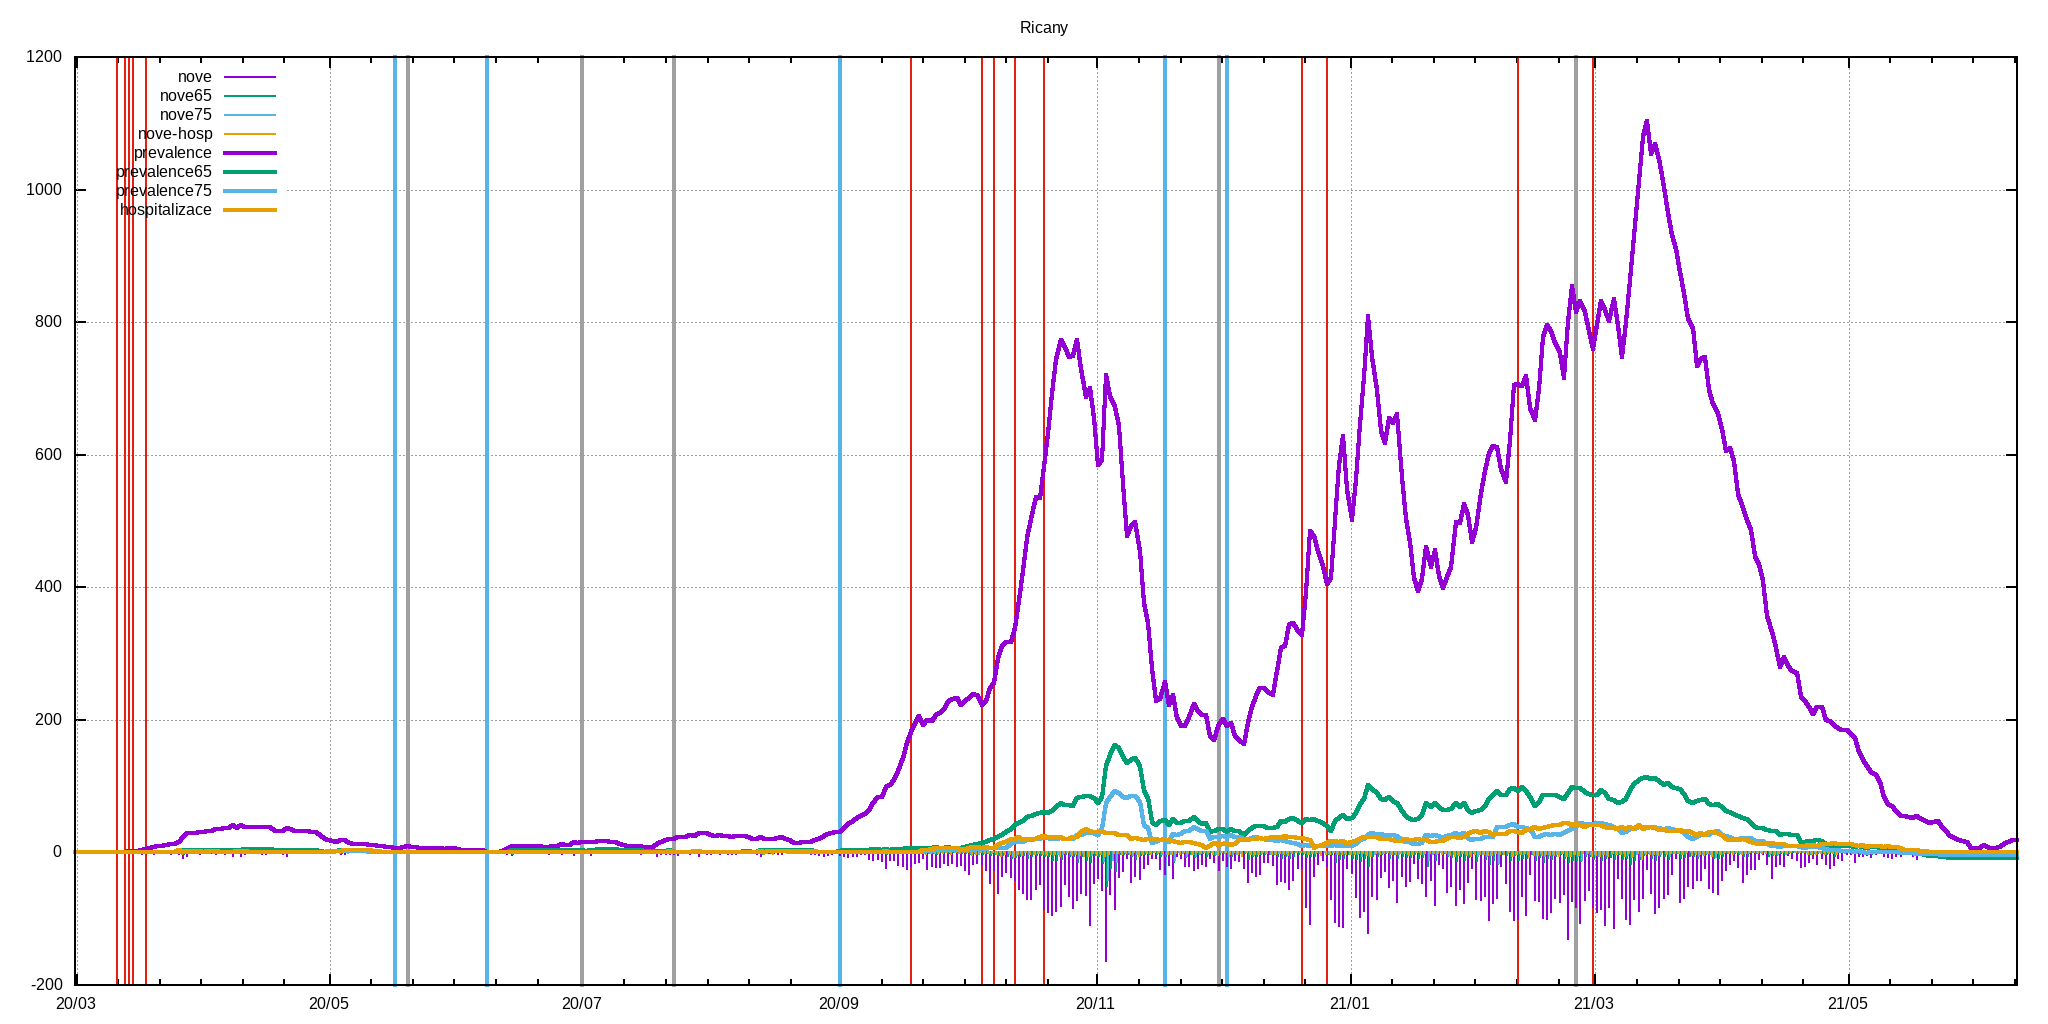 Ricany
1200
nove
nove65
nove75
nove-hosp
prevalence
prevalence65
prevalence75
hospitalizace
1000
800
600
400
200
0
-200
20/03 20/05 20/07 20/09 20/11 21/01 21/03 21/05